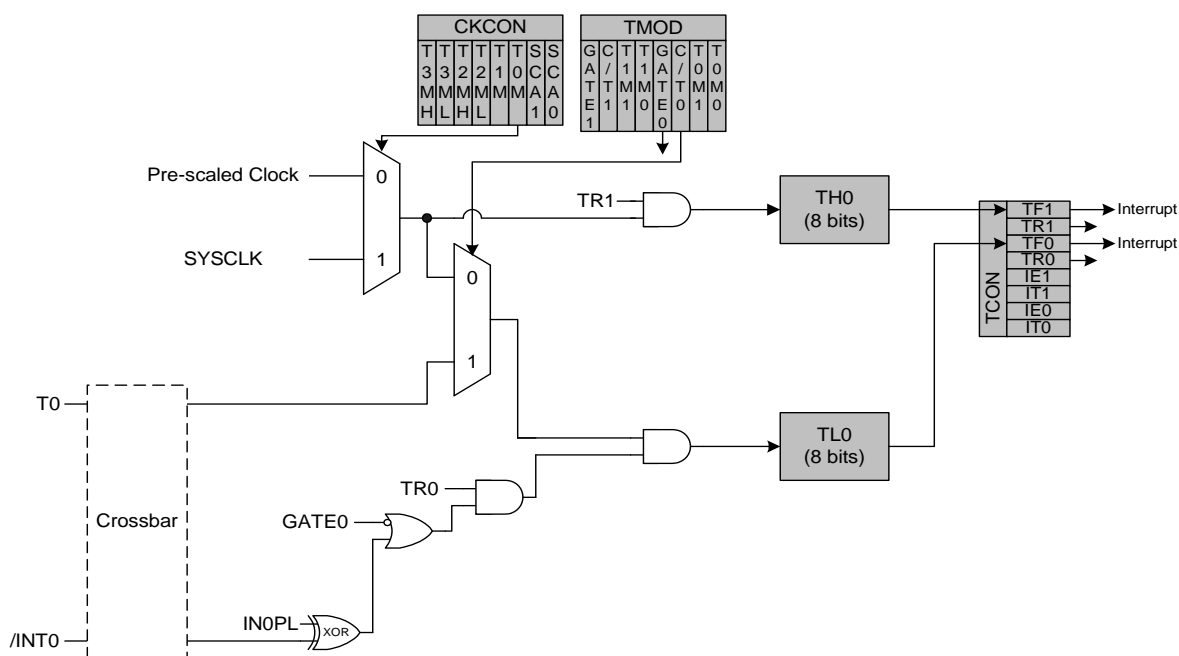 CKCON
T3MH
T3ML
T2MH
T2ML
T1M
T0M
SCA1
SCA0
TMOD
GATE1
C/T1
T1M1
T1M0
GATE0
C/T0
T0M1
T0M0
Pre-scaled Clock
0
SYSCLK
1
TR1
TH0
(8 bits)
TCON
TF1
TR1
TF0
TR0
IE1
IT1
IE0
IT0
Interrupt
Interrupt
0
1
T0
Crossbar
/INT0
TL0
(8 bits)
TR0
GATE0
IN0PL
XOR